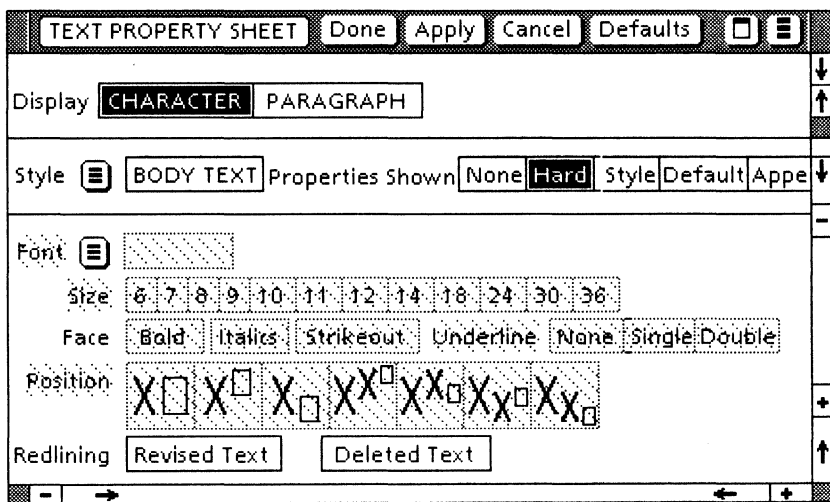 TEXT PROPERTY SHEET Done Apply Cancel Defaults
Display CHARACTER PARAGRAPH
Style BODY TEXT Properties Shown None Hard Style Default Appe
Font
Size 6 7 8 9 10 11 12 14 18 24 30 36
Face Bold Italics Strikeout Underline None Single Double
Position
Redlining Revised Text Deleted Text